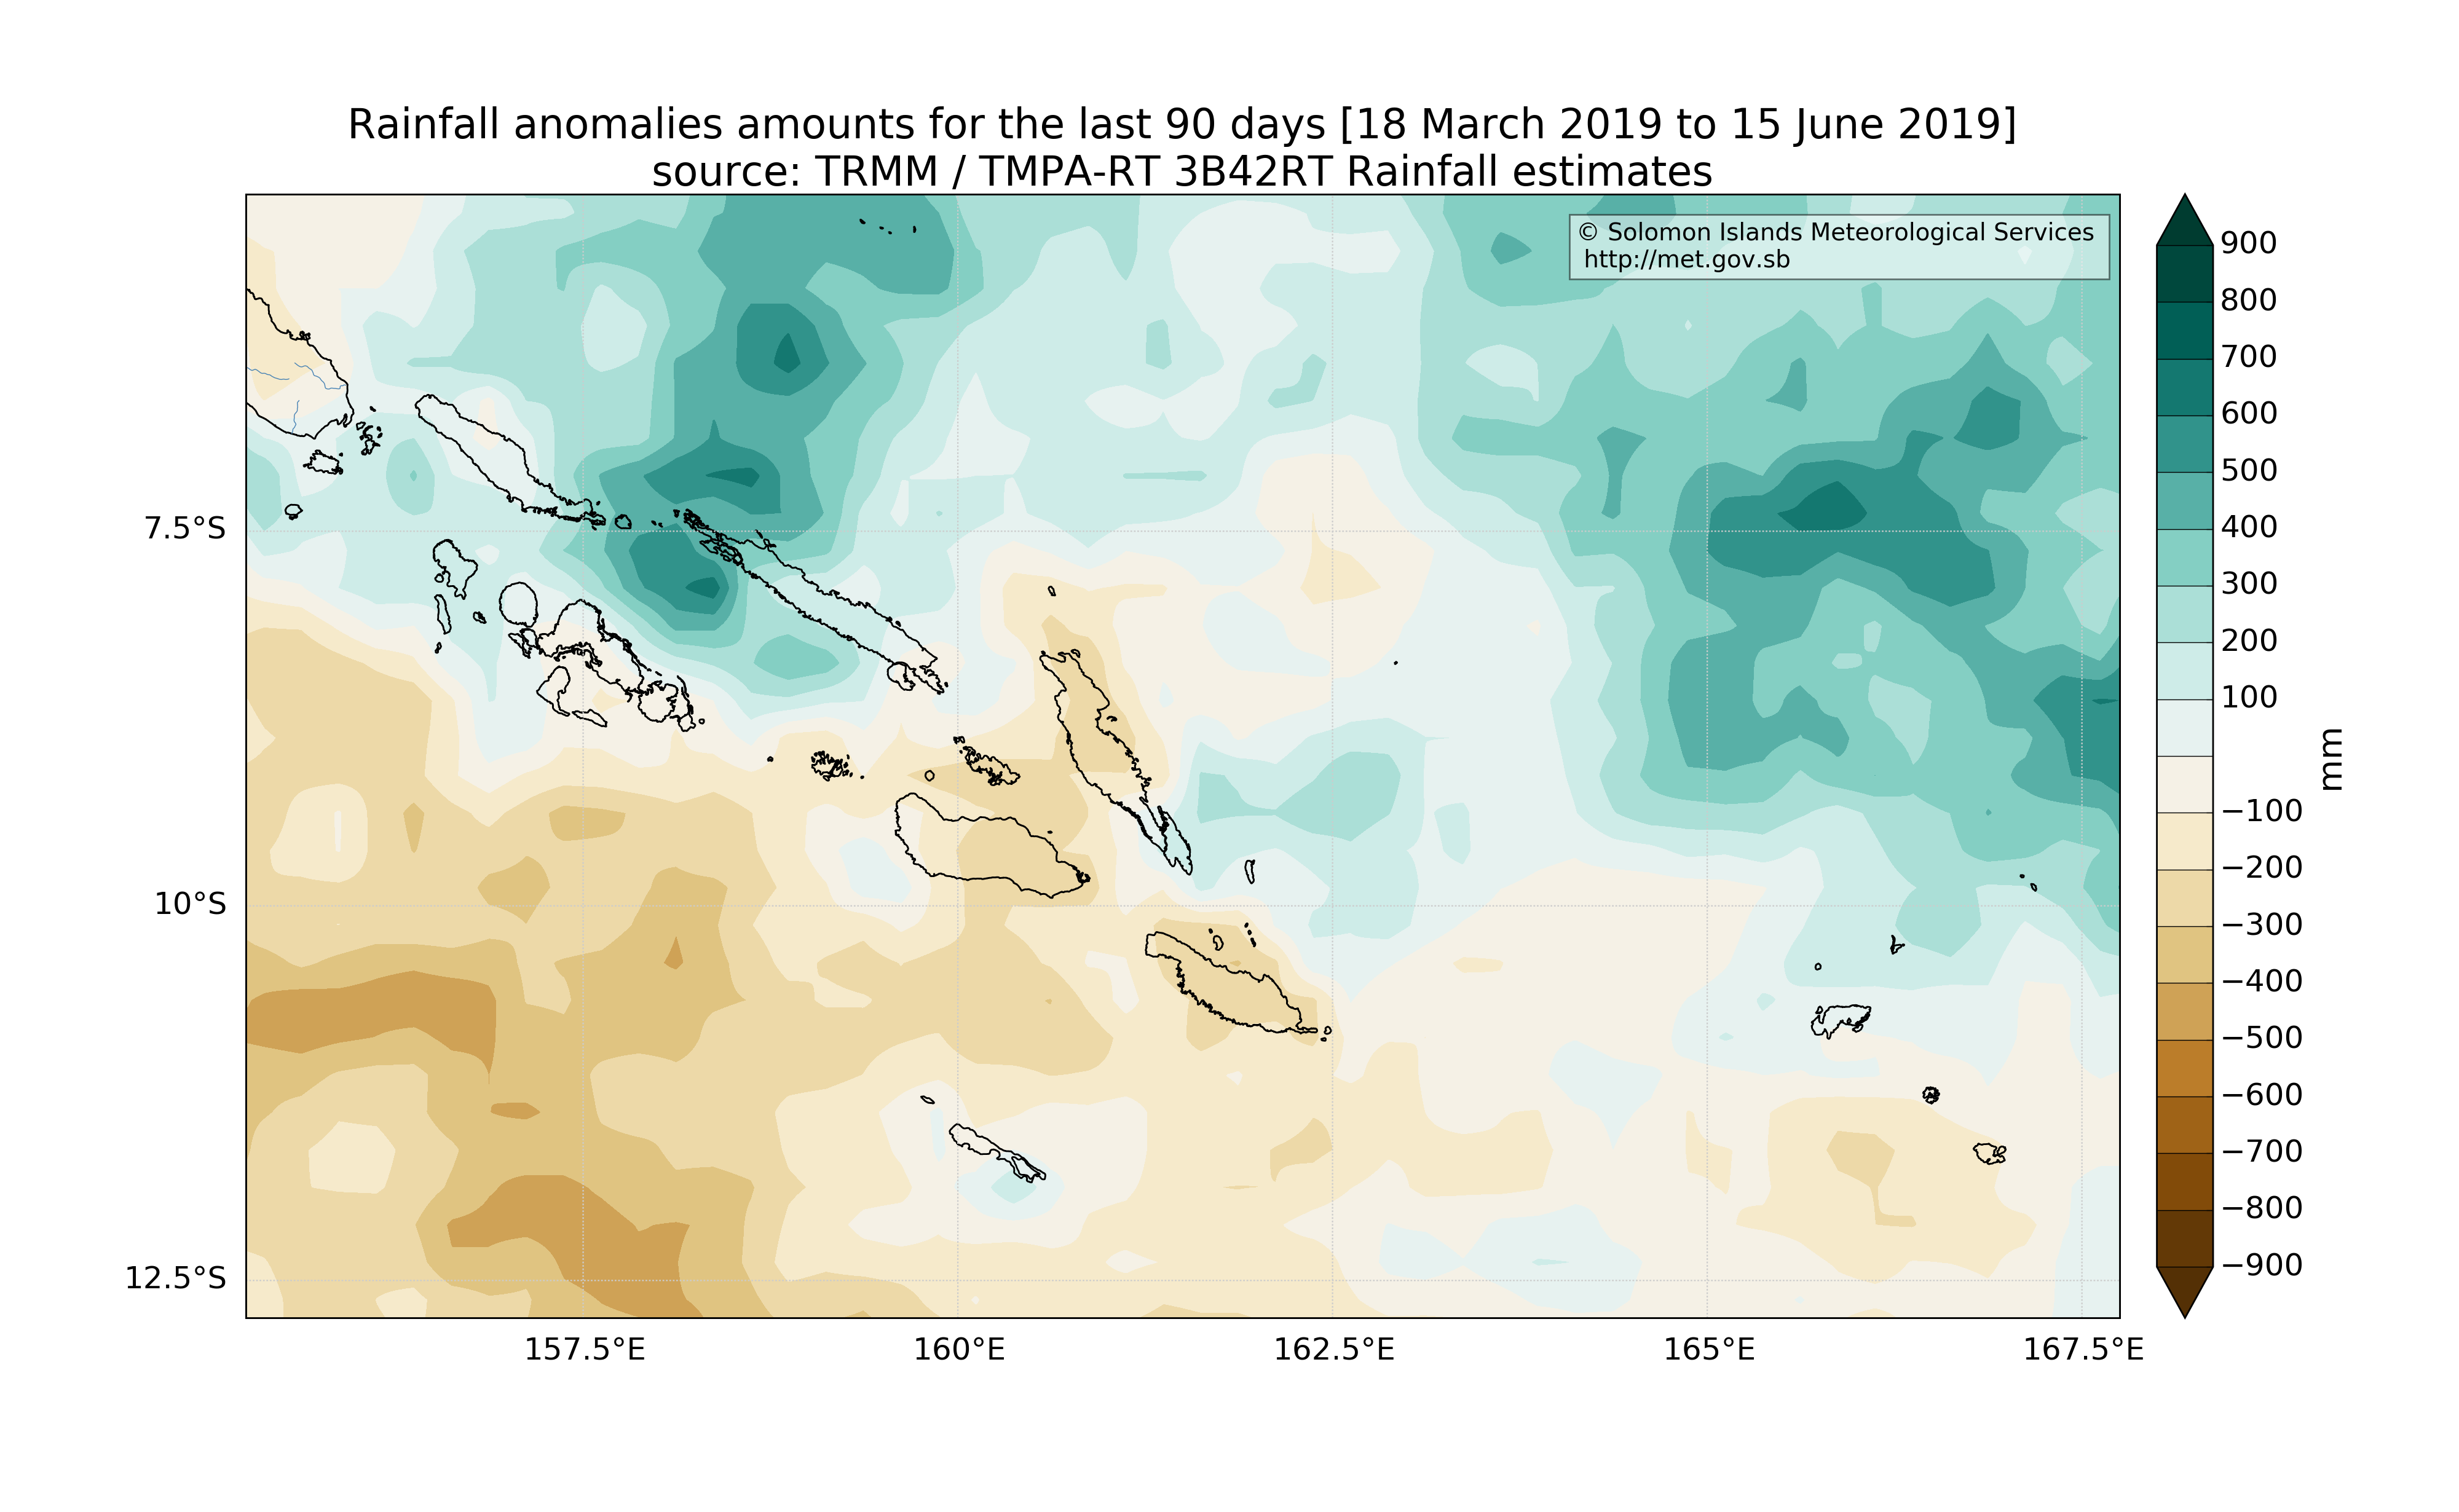 Rainfall anomalies amounts for the last 90 days [18 March 2019 to 15 June 2019]
source: TRMM / TMPA-RT 3B42RT Rainfall estimates
© Solomon Islands Meteorological Services
http://met.gov.sb
7.5°S
10°S
12.5°S
157.5°E
160°E
162.5°E
165°E
167.5°E
900
800
700
600
500
400
300
200
100
−100
−200
−300
−400
−500
−600
−700
−800
−900
mm